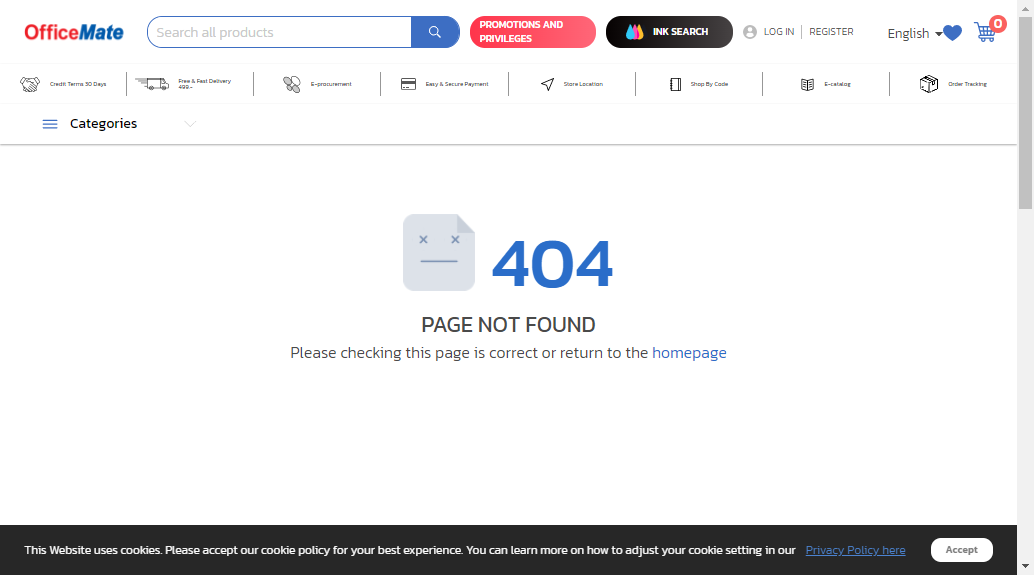 OfficeMate
Search all products
PROMOTIONS AND
PRIVILEGES
INK SEARCH
LOG IN
REGISTER
English
0
Credit Terms 30 Days
Free & Fast Delivery
499.-
E-procurement
Easy & Secure Payment
Store Location
Shop By Code
E-catalog
Order Tracking
Categories
404
PAGE NOT FOUND
Please checking this page is correct or return to the homepage
This Website uses cookies. Please accept our cookie policy for your best experience. You can learn more on how to adjust your cookie setting in our Privacy Policy here
Accept